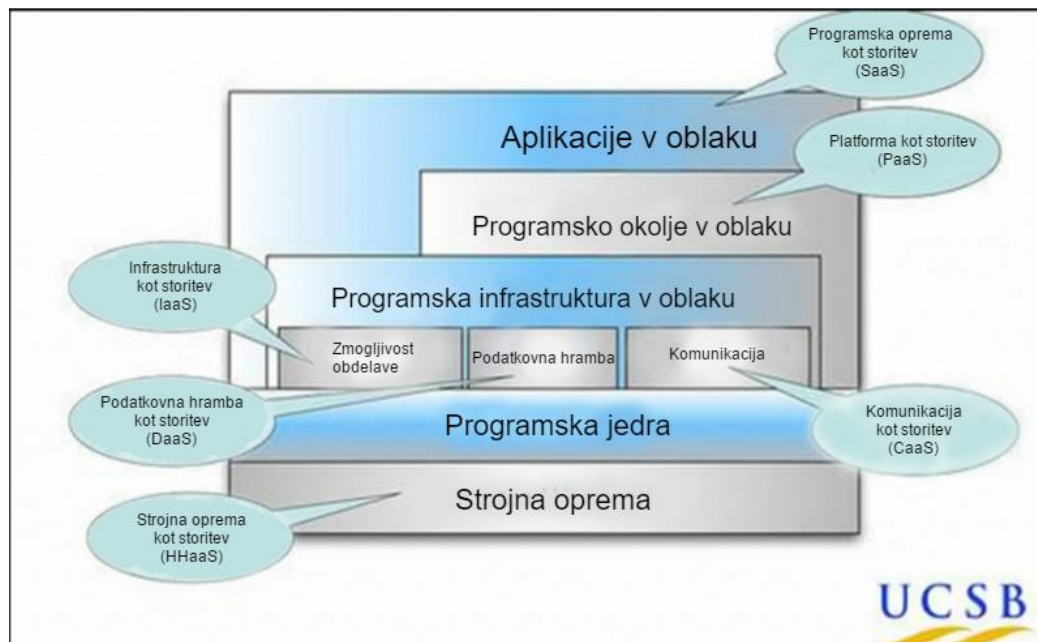 Programska oprema
kot storitev
(SaaS)
Aplikacije v oblaku
Platforma kot storitev
(PaaS)
Programsko okolje v oblaku
Infrastruktura
kot storitev
(IaaS)
Programska infrastruktura v oblaku
Zmogljivost
obdelave
Podatkovna hramba
Komunikacija
Podatkovna hramba
kot storitev
(DaaS)
Programska jedra
Komunikacija
kot storitev
(CaaS)
Strojna oprema
Strojna oprema
kot storitev
(HHaaS)
UCSB